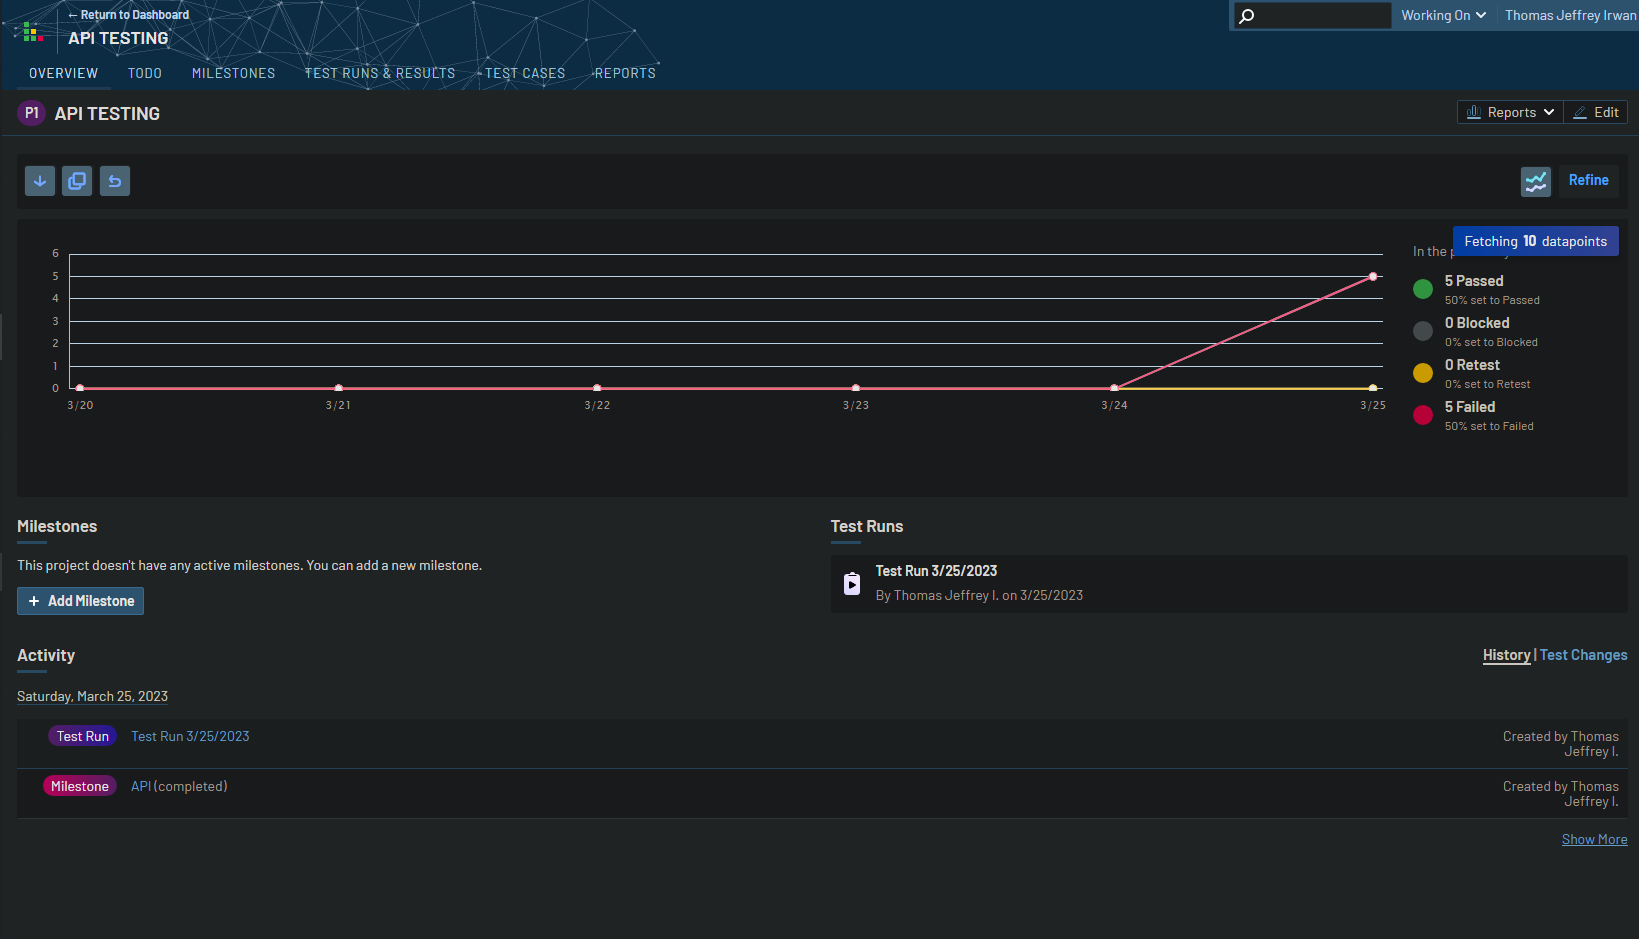 ← Return to Dashboard
API TESTING
Working On
Thomas Jeffrey Irwan
OVERVIEW TODO MILESTONES TEST RUNS & RESULTS TEST CASES REPORTS
P1 API TESTING
Reports
Edit
Refine
Fetching 10 datapoints
In the
6
5
4
3
2
1
0
3/20 3/21 3/22 3/23 3/24 3/25
5 Passed
50% set to Passed
0 Blocked
0% set to Blocked
0 Retest
0% set to Retest
5 Failed
50% set to Failed
Milestones
This project doesn't have any active milestones. You can add a new milestone.
+ Add Milestone
Test Runs
Test Run 3/25/2023
By Thomas Jeffrey I. on 3/25/2023
Activity
History | Test Changes
Saturday, March 25, 2023
Test Run Test Run 3/25/2023
Created by Thomas
Jeffrey I.
Milestone API (completed)
Created by Thomas
Jeffrey I.
Show More